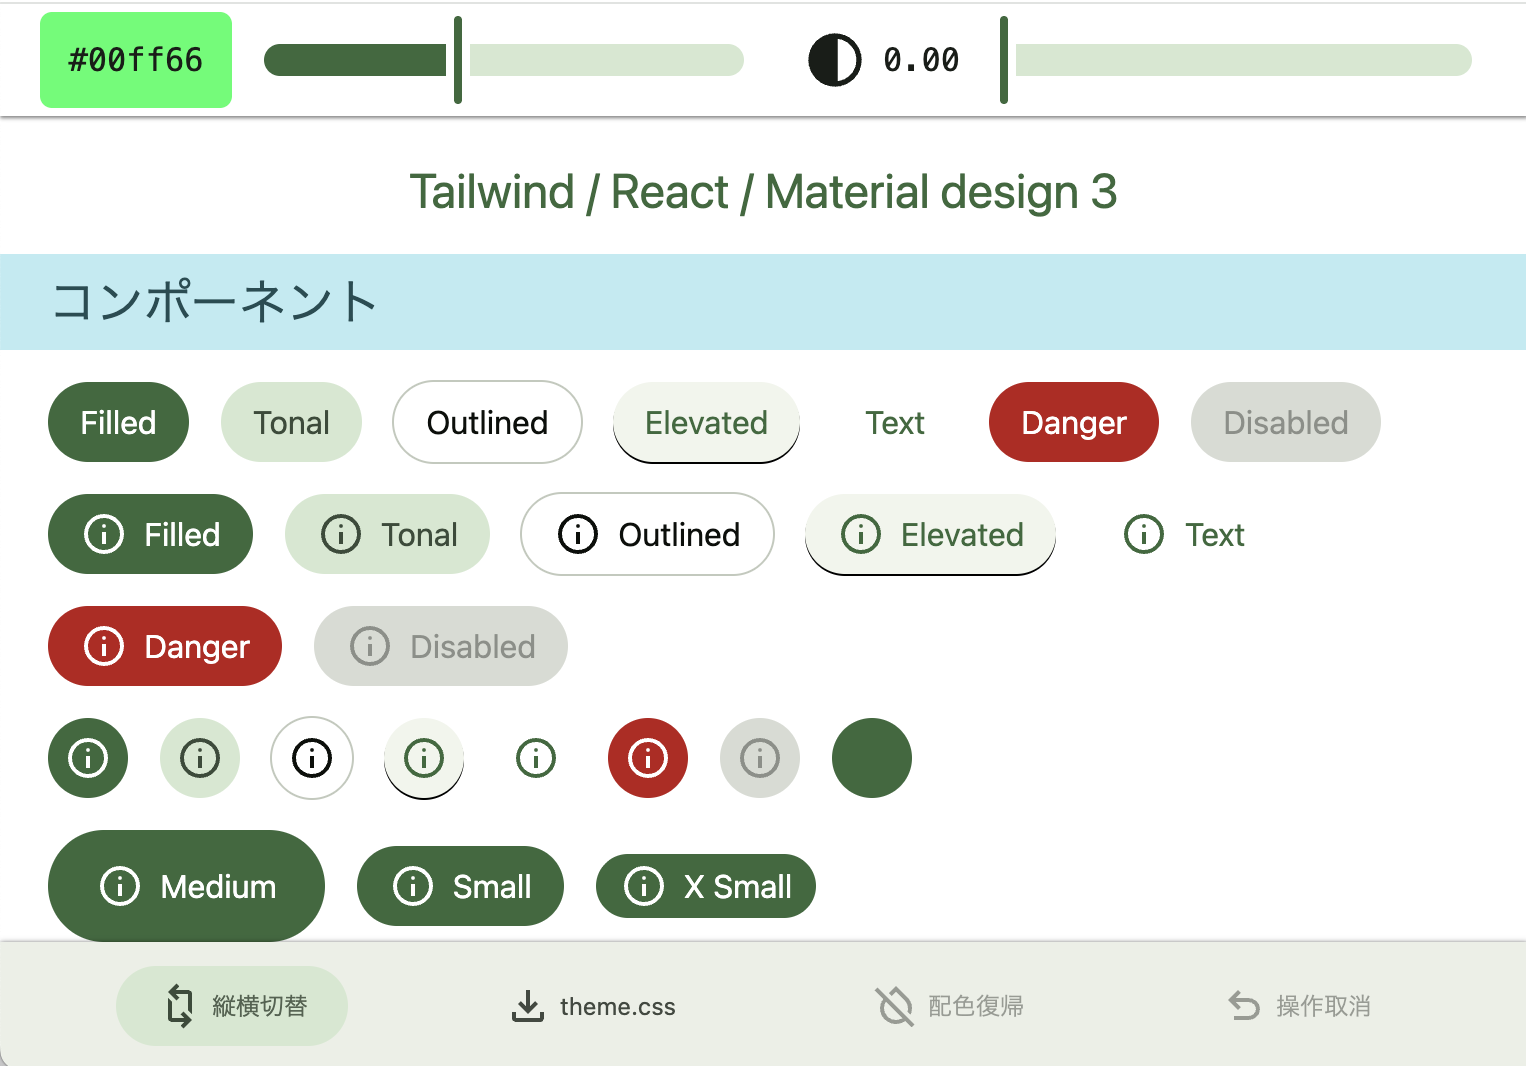 #00ff66 0.00
Tailwind / React / Material design 3
コンポーネント
Filled Tonal Outlined Elevated Text Danger Disabled
Filled Tonal Outlined Elevated Text
Danger Disabled
Medium Small X Small
縦横切替 theme.css 配色復帰 操作取消